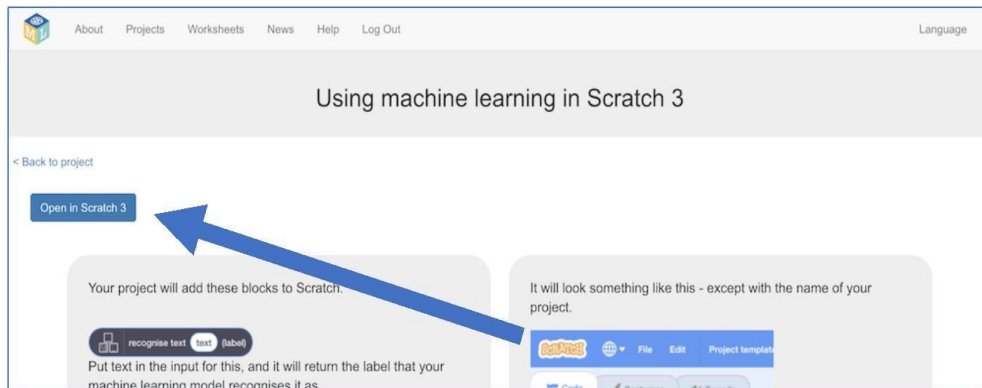 About Projects Worksheets News Help Log Out Language
Using machine learning in Scratch 3
< Back to project
Open in Scratch 3
Your project will add these blocks to Scratch.
recognise text text (label)
Put text in the input for this, and it will return the label that your
machine learning model recognises it as
It will look something like this - except with the name of your
project.
SCRATCH File Edit Project templat
Code